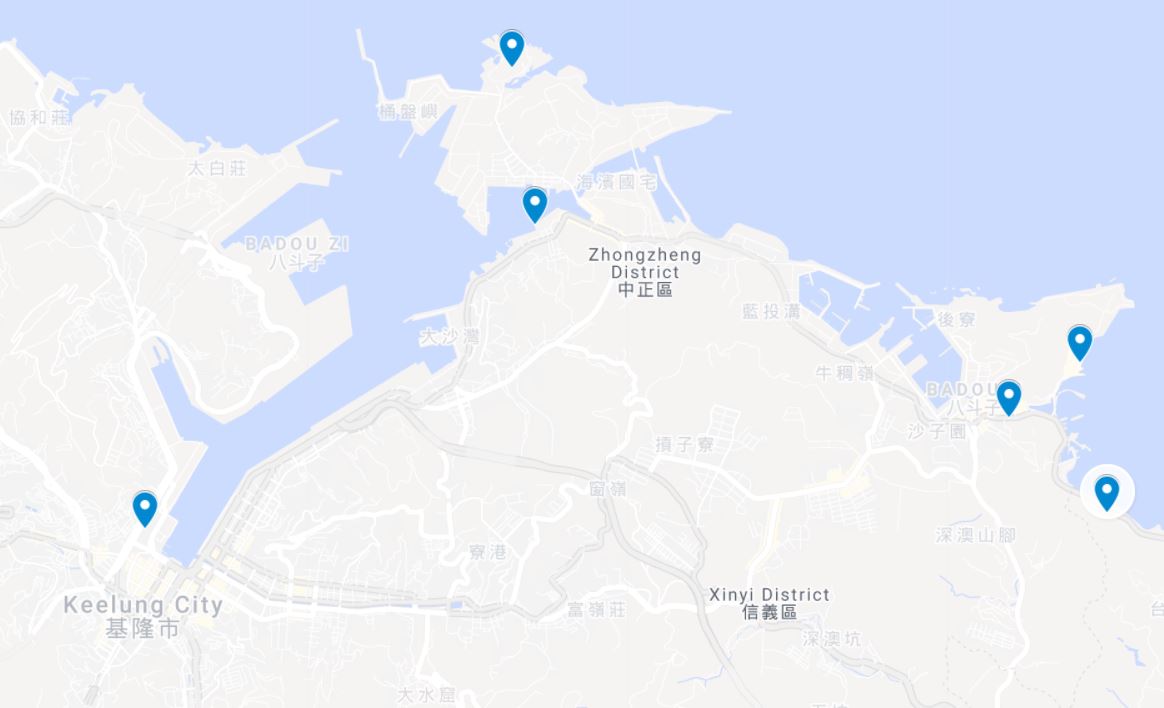 桶盤嶼
協和莊
太白莊
海濱國宅
BADOU ZI
八斗子
Zhongzheng
District
中正區
藍投溝
後寮
大沙灣
牛稠嶺
BADOU
八斗子
沙子園
損子寮
窟嶺
深澳山腳
寮港
Keelung City
基隆市
富嶺莊
Xinyi District
信義區
深澳坑
大水窟